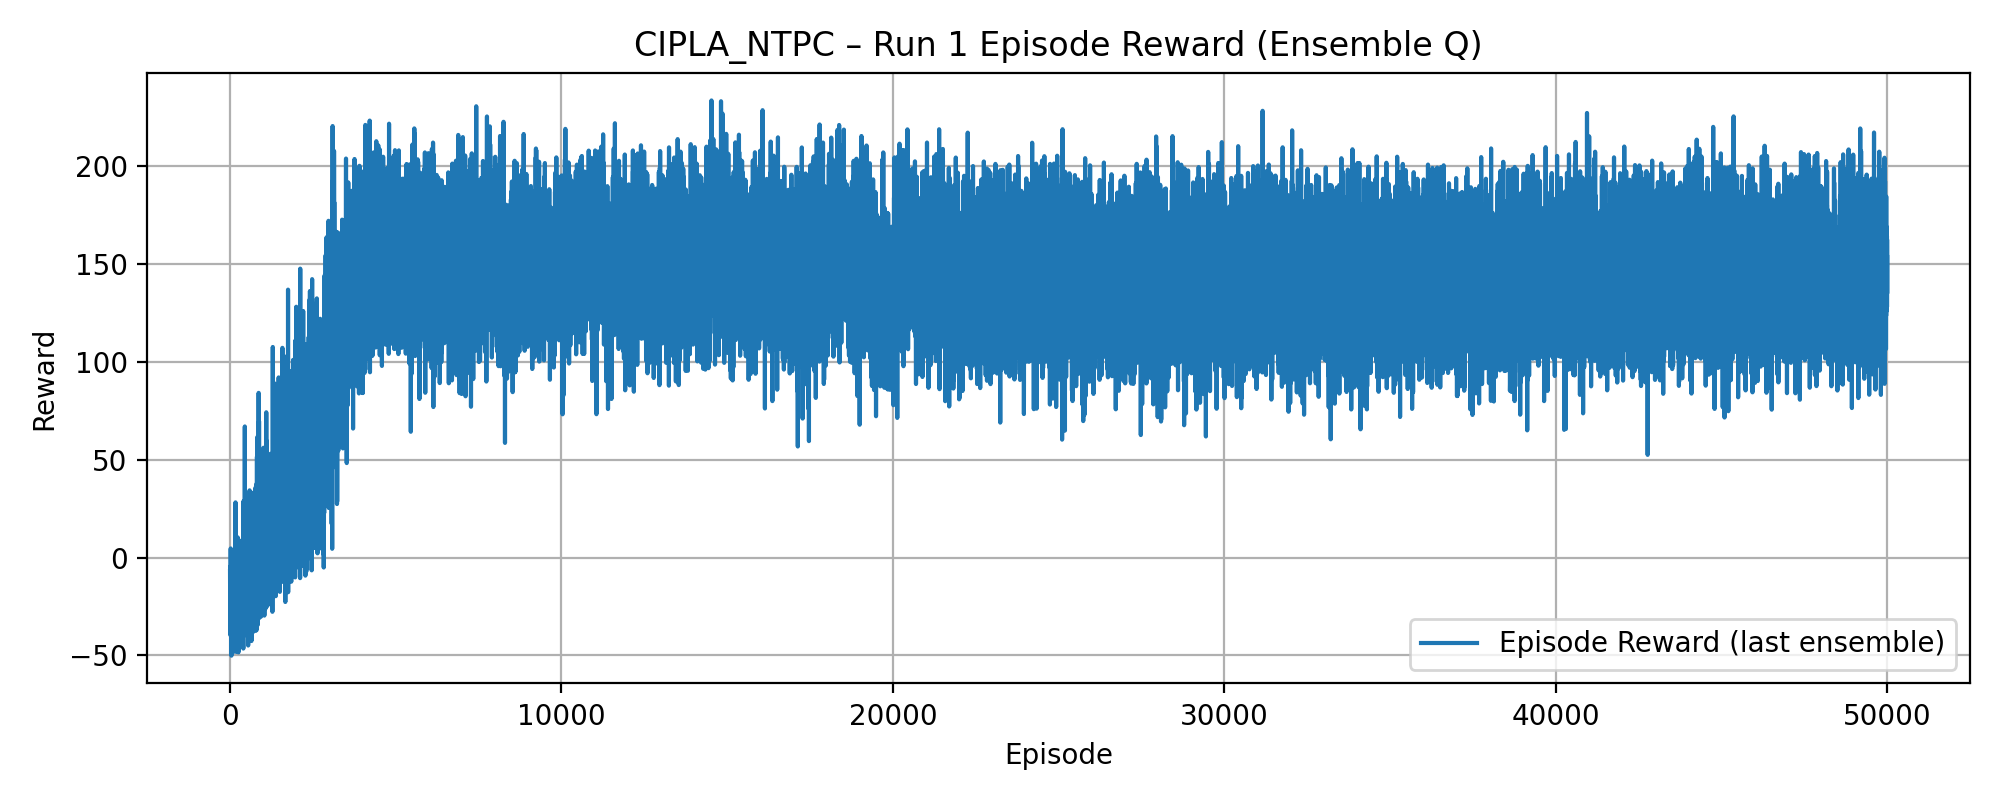 CIPLA_NTPC – Run 1 Episode Reward (Ensemble Q)
Reward
200
150
100
50
0
−50
Episode Reward (last ensemble)
0 10000 20000 30000 40000 50000
Episode